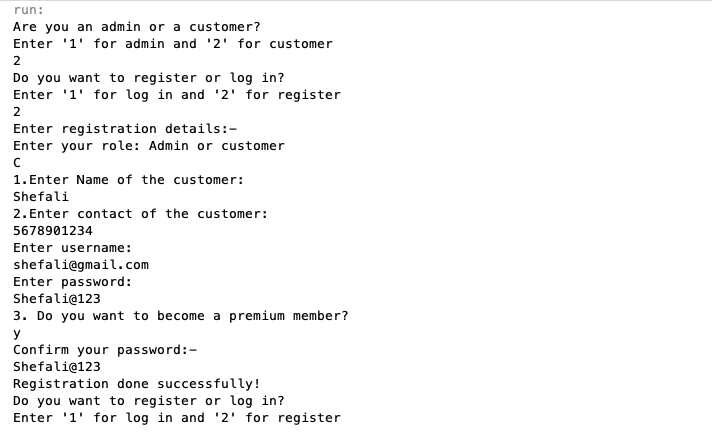 run:
Are you an admin or a customer?
Enter '1' for admin and '2' for customer
2
Do you want to register or log in?
Enter '1' for log in and '2' for register
2
Enter registration details:-
Enter your role: Admin or customer
C
1.Enter Name of the customer:
Shefali
2.Enter contact of the customer:
5678901234
Enter username:
shefali@gmail.com
Enter password:
Shefali@123
3. Do you want to become a premium member?
y
Confirm your password:-
Shefali@123
Registration done successfully!
Do you want to register or log in?
Enter '1' for log in and '2' for register